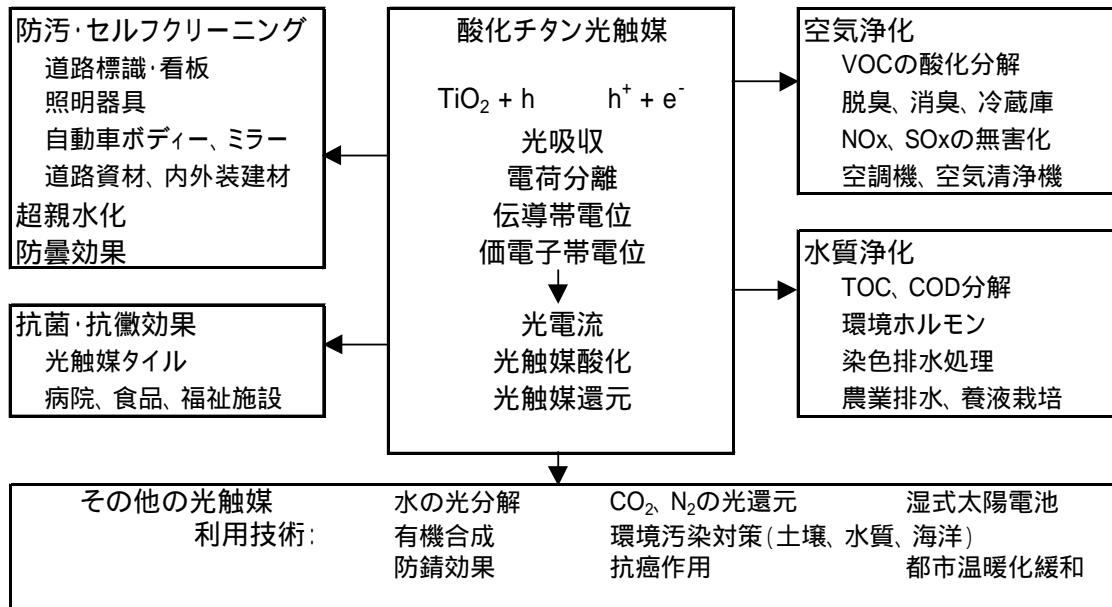 防汚・セルフクリーニング
道路標識・看板
照明器具
自動車ボディー、ミラー
道路資材、内外装建材
超親水化
防曇効果
抗菌・抗黴効果
光触媒タイル
病院、食品、福祉施設
酸化チタン光触媒
TiO₂ + h h⁺ + e⁻
光吸収
電荷分離
伝導帯電位
価電子帯電位
光電流
光触媒酸化
光触媒還元
空気浄化
VOCの酸化分解
脱臭、消臭、冷蔵庫
NOx、SOxの無害化
空調機、空気清浄機
水質浄化
TOC、COD分解
環境ホルモン
染色排水処理
農業排水、養液栽培
その他の光触媒 水の光分解 CO₂、N₂の光還元 湿式太陽電池
利用技術: 有機合成 環境汚染対策(土壌、水質、海洋)
防錆効果 抗癌作用 都市温暖化緩和